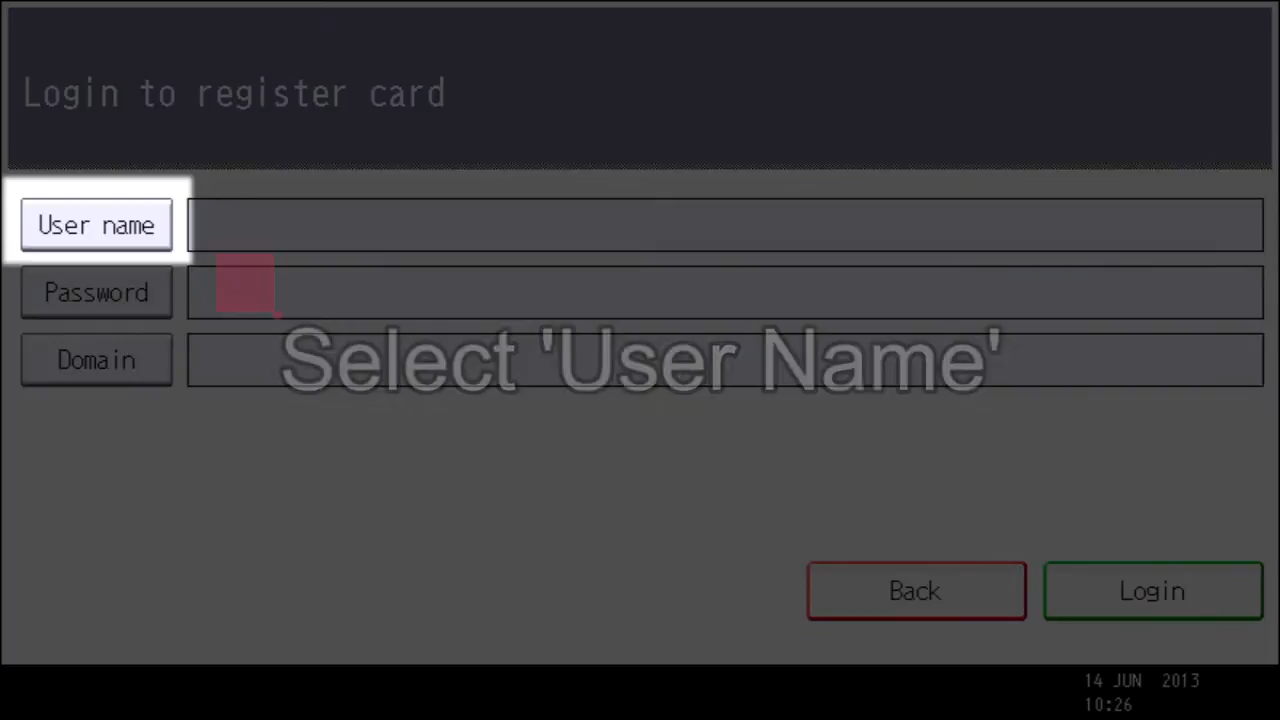 Login to register card
User name
Password
Domain
Select 'User Name'
Back
Login
14 JUN 2013
10:26